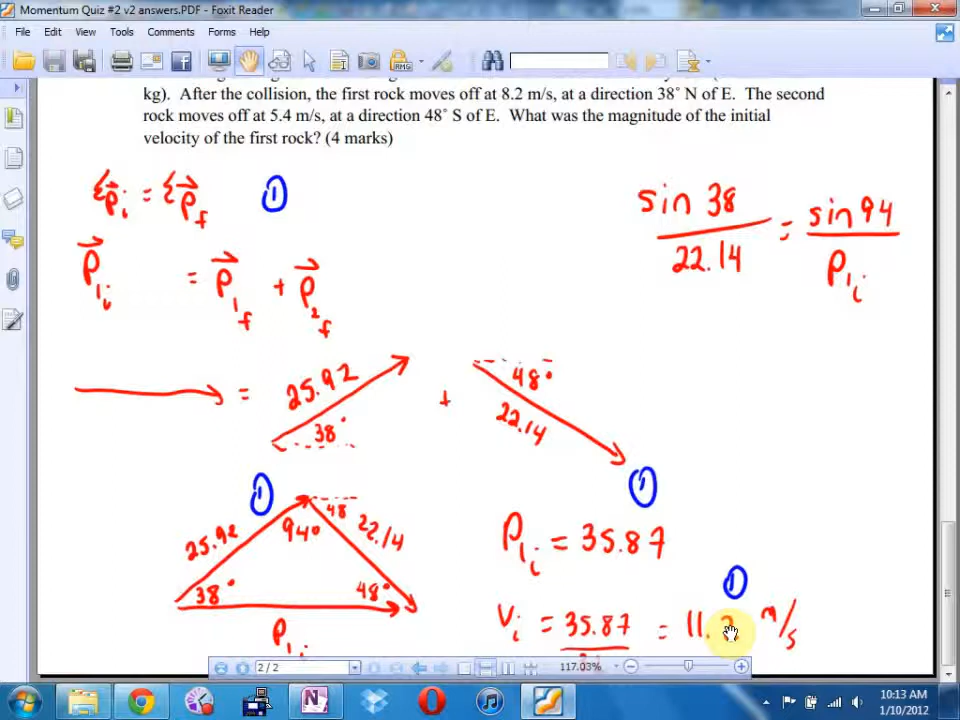 Momentum Quiz #2 v2 answers.PDF - Foxit Reader
File Edit View Tools Comments Forms Help
kg). After the collision, the first rock moves off at 8.2 m/s, at a direction 38˚ N of E. The second
rock moves off at 5.4 m/s, at a direction 48˚ S of E. What was the magnitude of the initial
velocity of the first rock? (4 marks)
Σp⃗i = Σp⃗f ①
sin 38 / 22.14 = sin 94 / P1i
P⃗1i = P⃗1f + P⃗2f
25.92 38° + 48° 22.14
=
① 25.92 38° 94° 48 22.14 48° P1i
①
P1i = 35.87
①
Vi = 35.87 = 11. m/s
2 / 2 117.03%
10:13 AM
1/10/2012